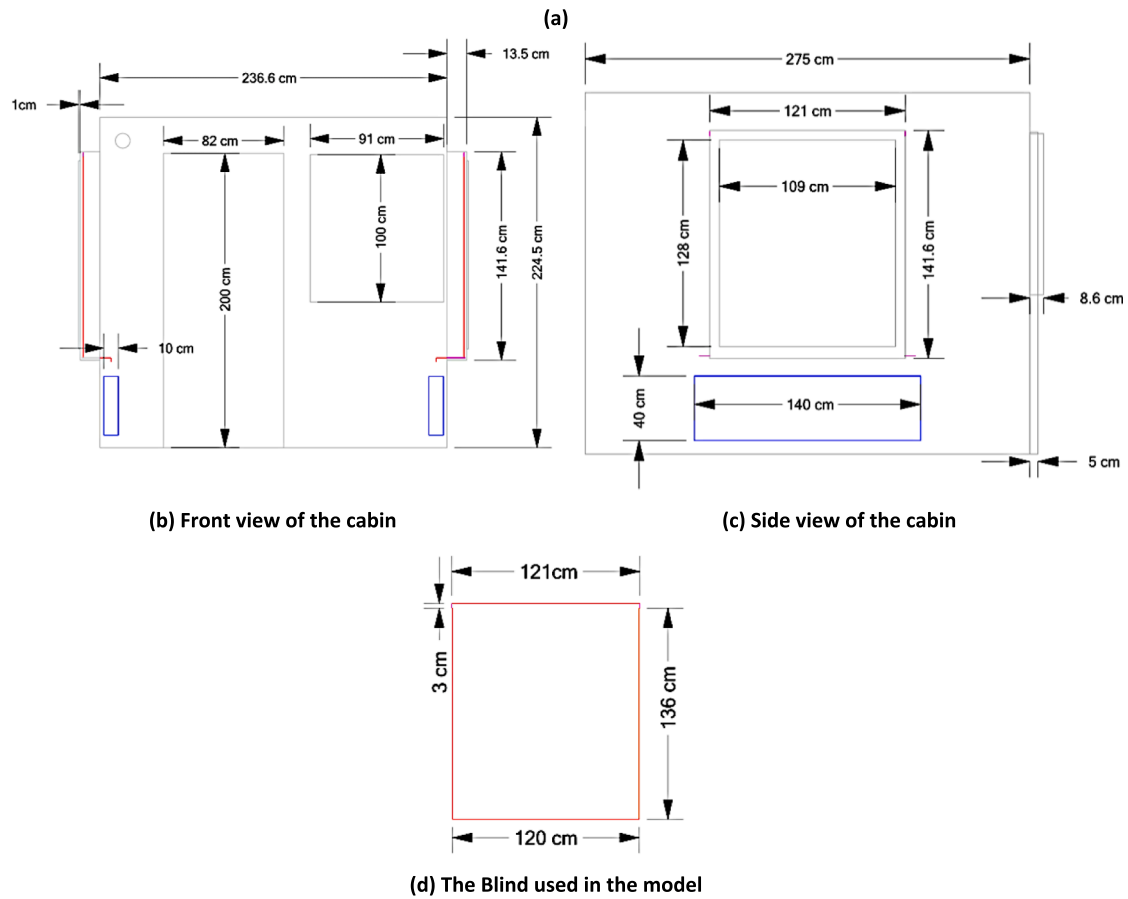 (a)
13.5 cm
236.6 cm
275 cm
1cm
121 cm
82 cm
91 cm
109 cm
100 cm
128 cm
141.6 cm
224.5 cm
141.6 cm
200 cm
8.6 cm
10 cm
40 cm
140 cm
5 cm
(b) Front view of the cabin
(c) Side view of the cabin
121cm
3 cm
136 cm
120 cm
(d) The Blind used in the model